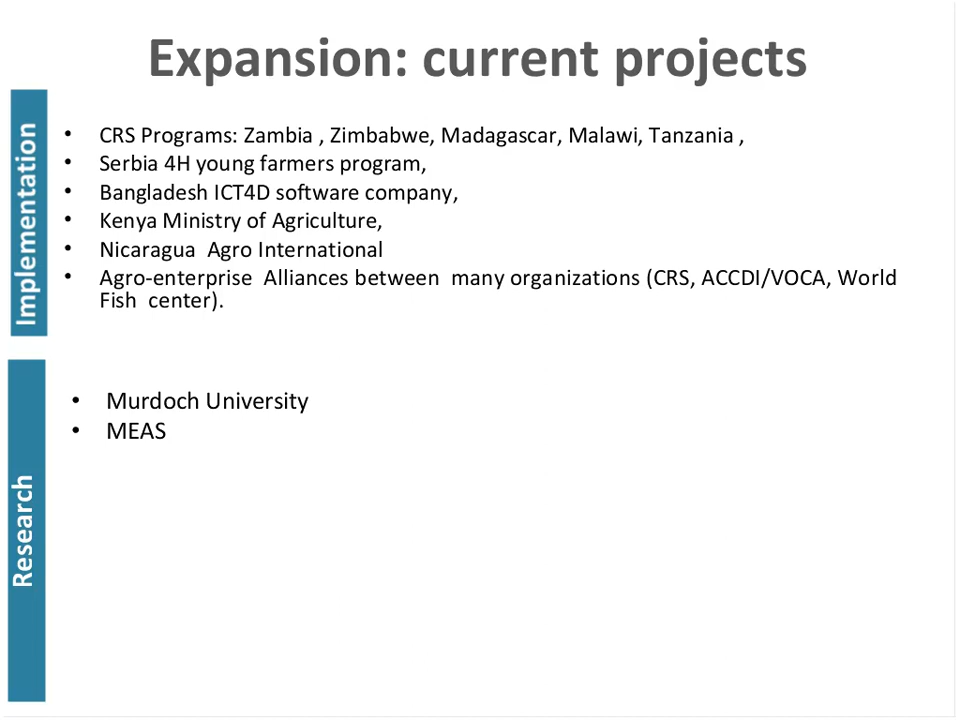 Expansion: current projects
Implementation
• CRS Programs: Zambia , Zimbabwe, Madagascar, Malawi, Tanzania ,
• Serbia 4H young farmers program,
• Bangladesh ICT4D software company,
• Kenya Ministry of Agriculture,
• Nicaragua Agro International
• Agro-enterprise Alliances between many organizations (CRS, ACCDI/VOCA, World
Fish center).
Research
• Murdoch University
• MEAS